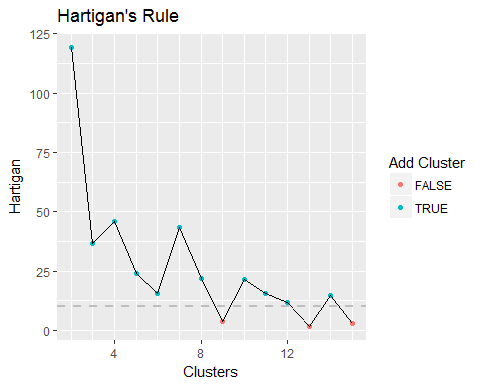 Hartigan's Rule
125
100
75
50
25
0
Hartigan
4 8 12
Clusters
Add Cluster
FALSE
TRUE